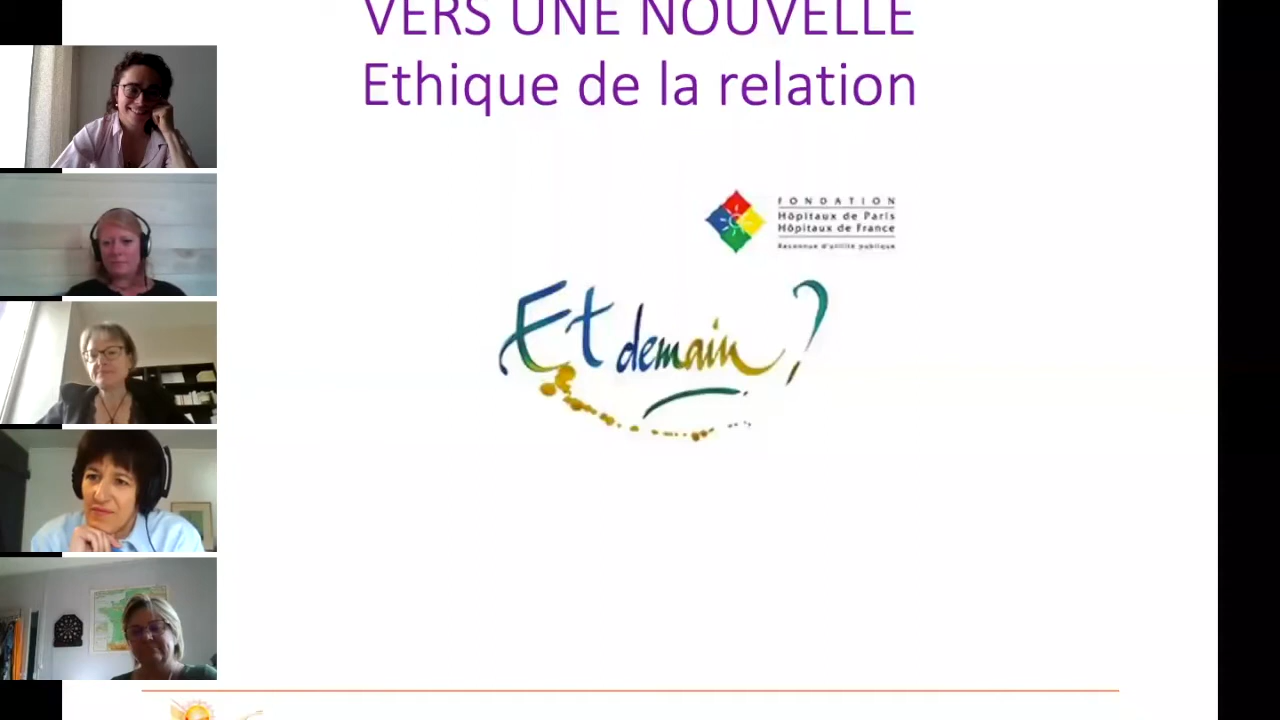 VERS UNE NOUVELLE
Ethique de la relation
FONDATION
Hôpitaux de Paris
Hôpitaux de France
Reconnue d'utilité publique
Et demain ?